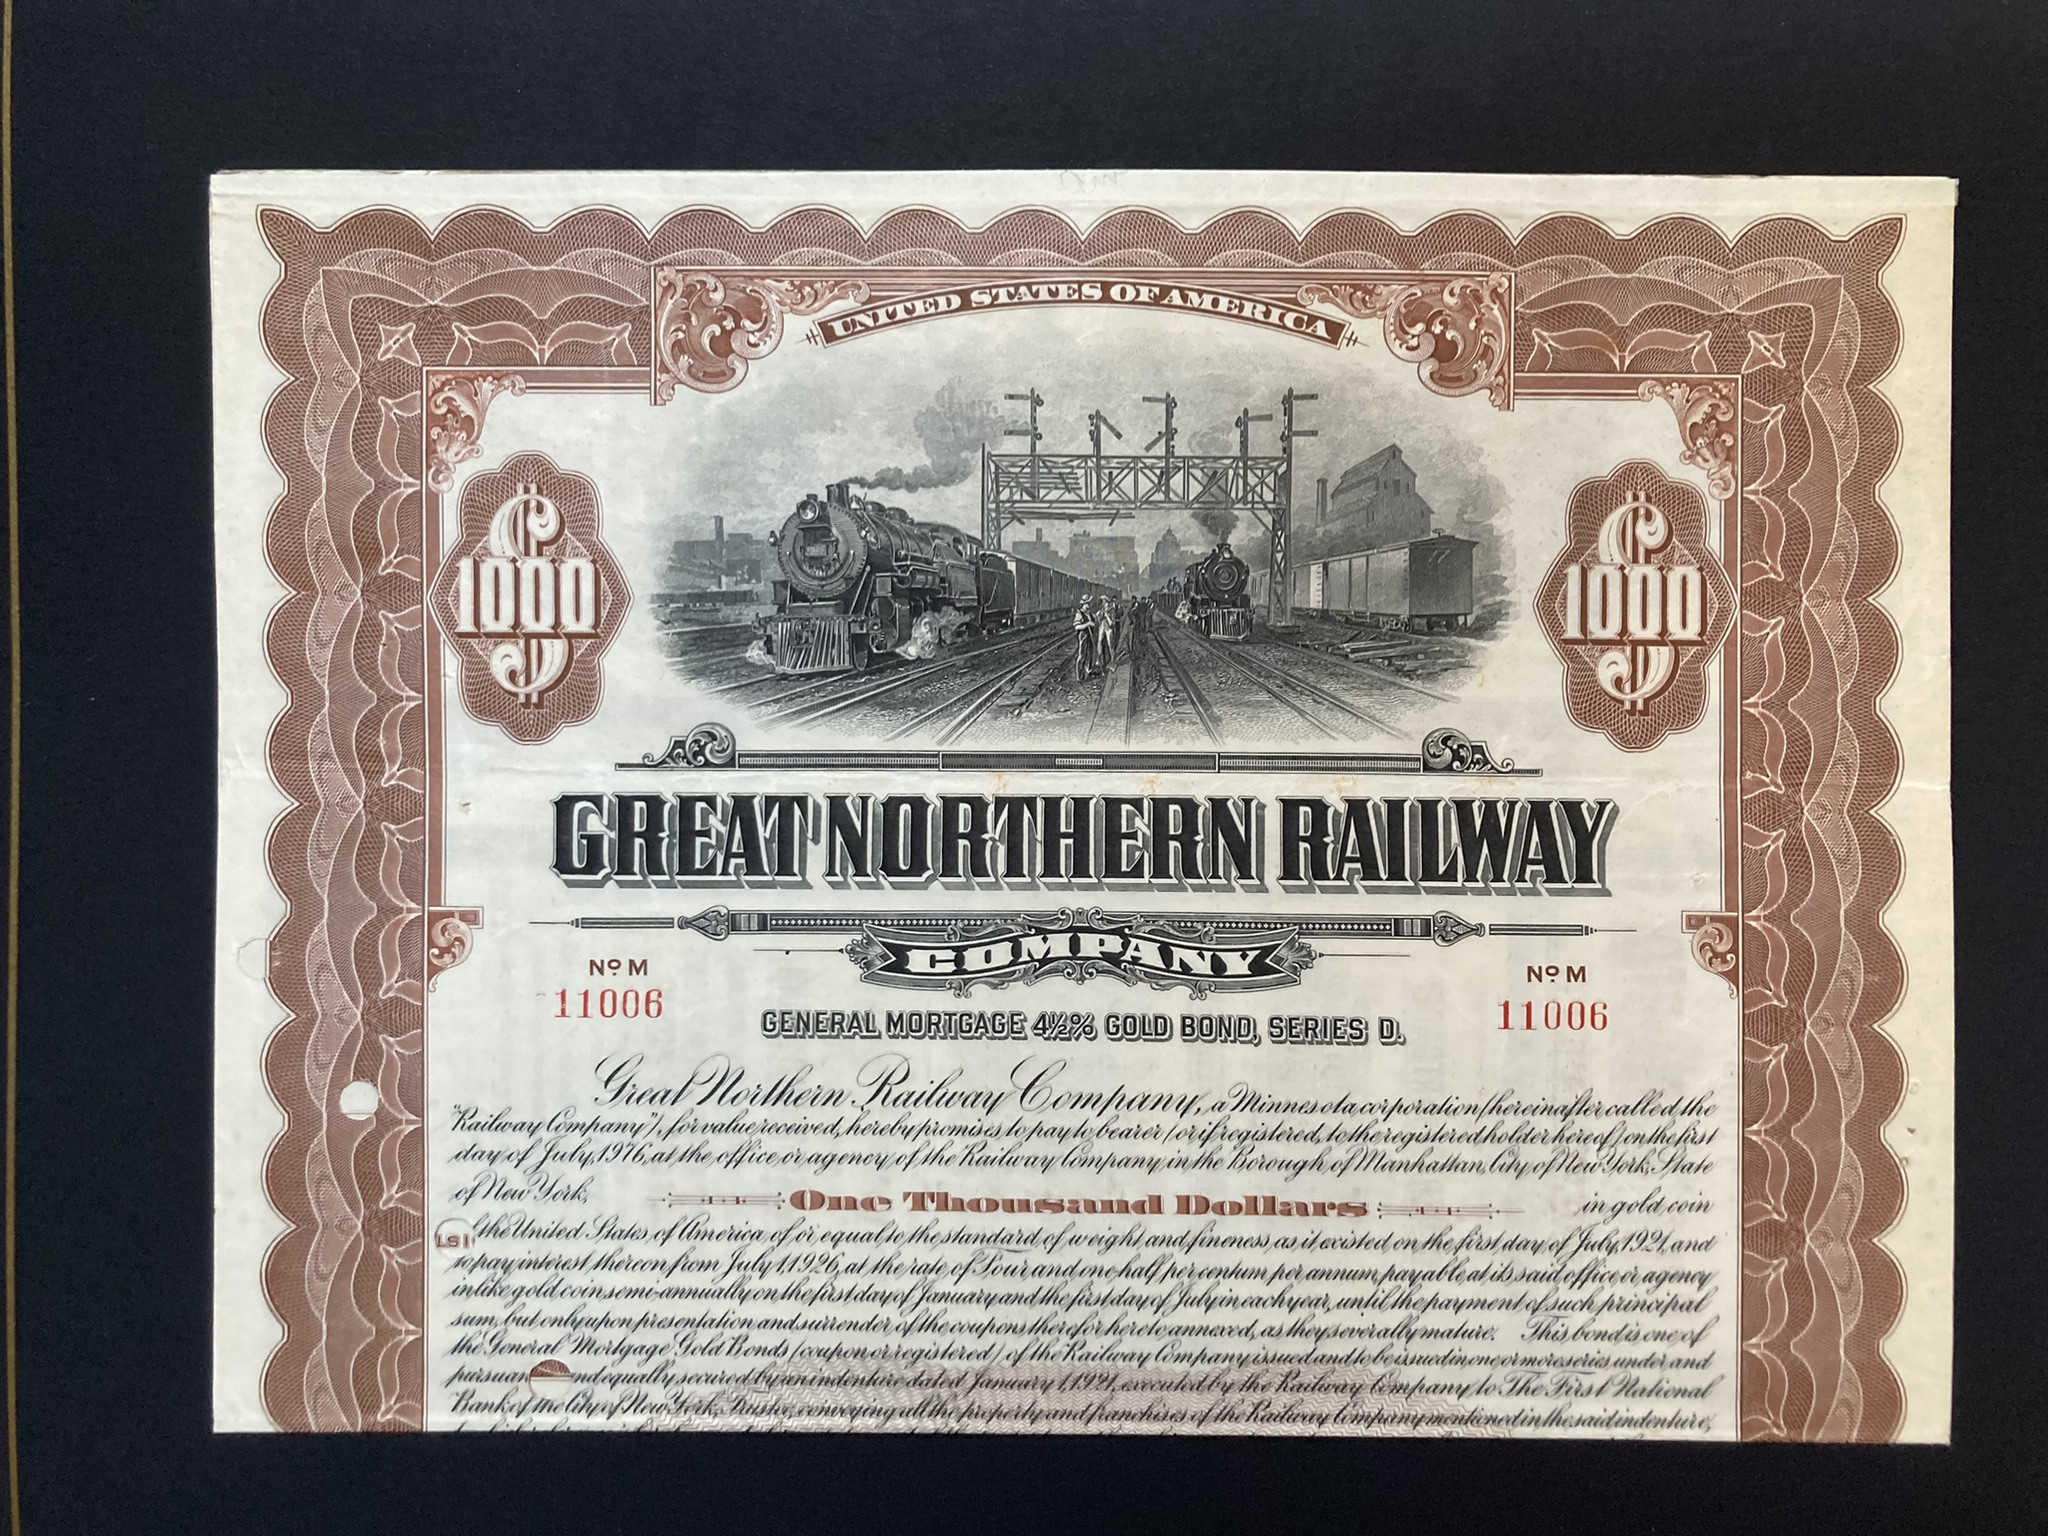 UNITED STATES OF AMERICA
$1000
$1000
GREAT NORTHERN RAILWAY
COMPANY
No M
11006
No M
11006
GENERAL MORTGAGE 4½% GOLD BOND, SERIES D.
Great Northern Railway Company, a Minnesota corporation (hereinafter called the
"Railway Company"), for value received, hereby promises to pay to bearer (or if registered, to the registered holder hereof) on the first
day of July, 1976, at the office or agency of the Railway Company in the Borough of Manhattan, City of New York, State
of New York, One Thousand Dollars in gold coin
the United States of America, of or equal to the standard of weight and fineness, as it existed on the first day of July, 1921, and
to pay interest thereon from July 1, 1926, at the rate of Four and one-half per centum per annum, payable at its said office or agency
in like gold coin semi-annually on the first day of January and the first day of July in each year, until the payment of such principal
sum, but only upon presentation and surrender of the coupons therefor hereto annexed, as they severally mature. This bond is one of
the General Mortgage Gold Bonds (coupon or registered) of the Railway Company issued and to be issued in one or more series under and
pursuan nd equally secured by an indenture dated January 1, 1921, executed by the Railway Company to The First National
Bank of the City of New York, Trustee, conveying all the property and franchises of the Railway Company mentioned in the said indenture,